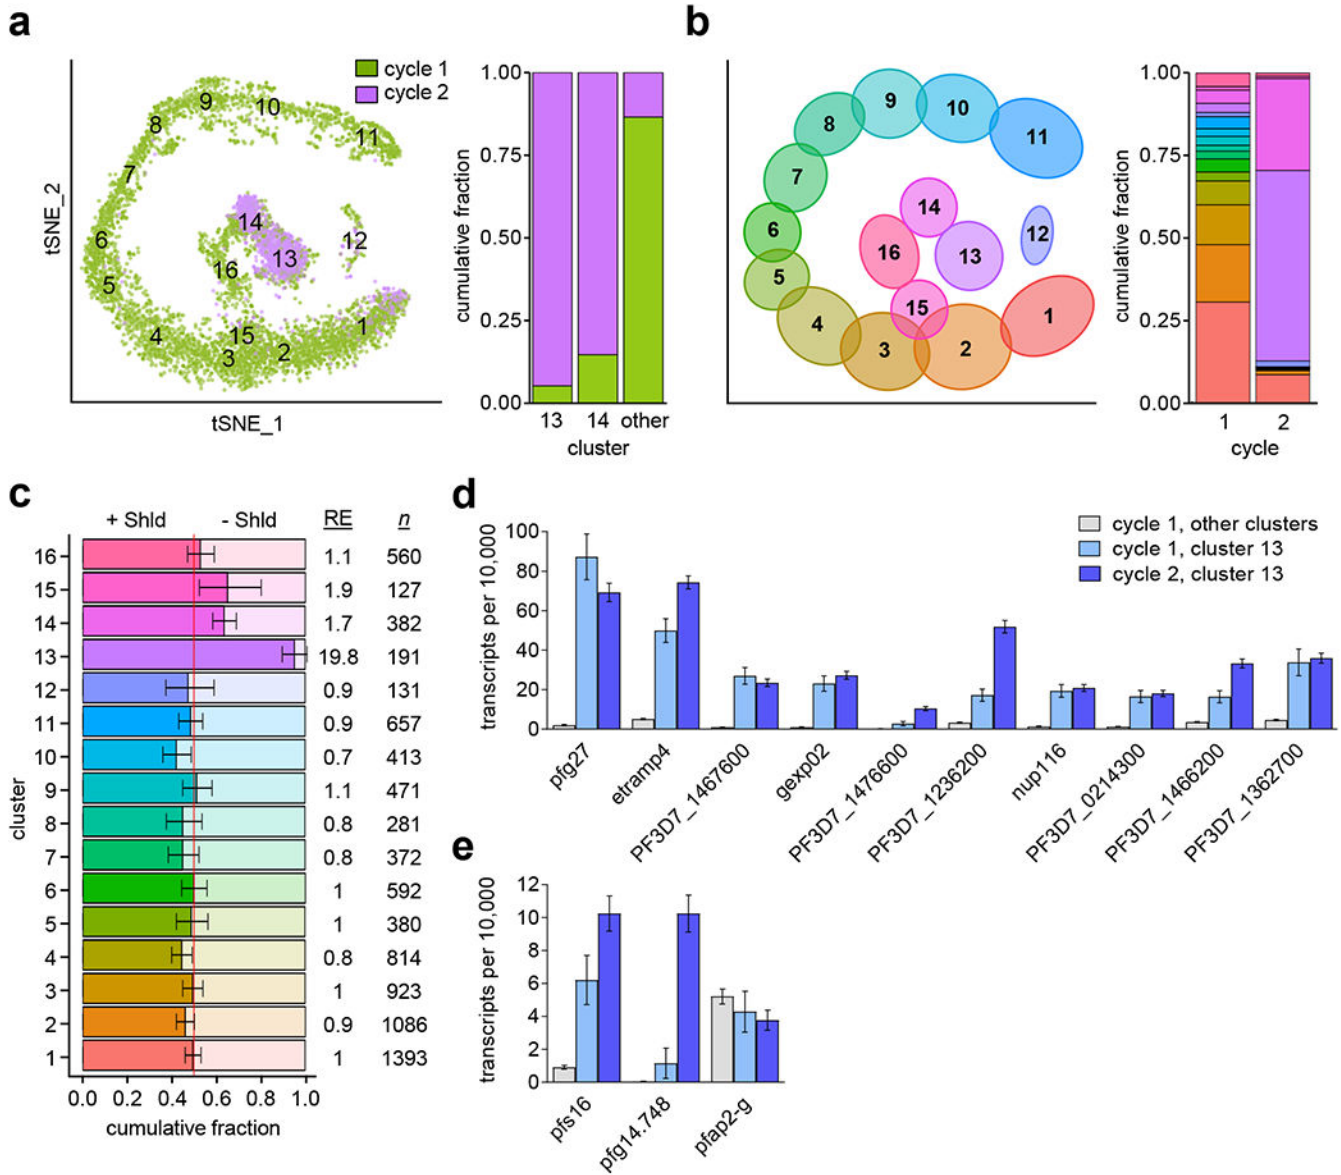 a
cycle 1
cycle 2
9
10
8
11
7
14
12
6
13
16
5
4
15
1
3
2
tSNE_2
tSNE_1
1.00
0.75
0.50
0.25
0.00
cumulative fraction
13 14 other
cluster
b
9
10
8
11
7
14
6
12
16
13
5
15
4
1
3
2
1.00
0.75
0.50
0.25
0.00
cumulative fraction
1 2
cycle
c
+ Shld - Shld RE n
16 1.1 560
15 1.9 127
14 1.7 382
13 19.8 191
12 0.9 131
11 0.9 657
10 0.7 413
9 1.1 471
8 0.8 281
7 0.8 372
6 1 592
5 1 380
4 0.8 814
3 1 923
2 0.9 1086
1 1 1393
cluster
0.0 0.2 0.4 0.6 0.8 1.0
cumulative fraction
d
cycle 1, other clusters
cycle 1, cluster 13
cycle 2, cluster 13
100
80
60
40
20
0
transcripts per 10,000
pfg27
etramp4
PF3D7_1467600
gexp02
PF3D7_1476600
PF3D7_1236200
nup116
PF3D7_0214300
PF3D7_1466200
PF3D7_1362700
e
12
10
8
6
4
2
0
transcripts per 10,000
pfs16
pfg14.748
pfap2-g